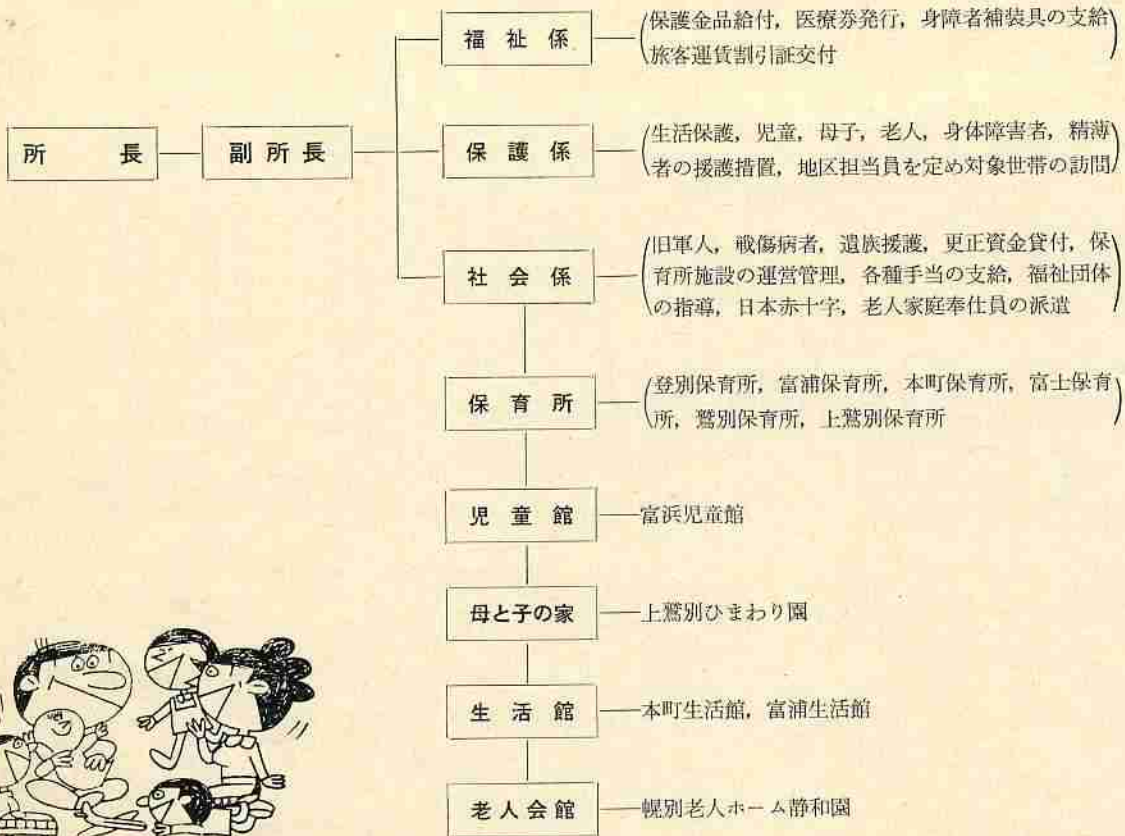 福祉係
(保護金品給付，医療券発行，身障者補装具の支給
旅客運賃割引証交付)
所長
副所長
保護係
(生活保護，児童，母子，老人，身体障害者，精薄
者の援護措置，地区担当員を定め対象世帯の訪問)
社会係
(旧軍人，戦傷病者，遺族援護，更正資金貸付，保
育所施設の運営管理，各種手当の支給，福祉団体
の指導，日本赤十字，老人家庭奉仕員の派遣)
保育所
(登別保育所，富浦保育所，本町保育所，富士保育
所，鷲別保育所，上鷲別保育所)
児童館
富浜児童館
母と子の家
上鷲別ひまわり園
生活館
本町生活館，富浦生活館
老人会館
幌別老人ホーム静和園